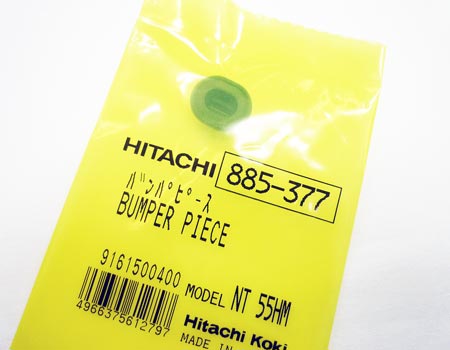 HITACHI 885-377
バンパピース
BUMPER PIECE
9161500400 MODEL NT 55HM
4966375612797 Hitachi Koki
MADE IN